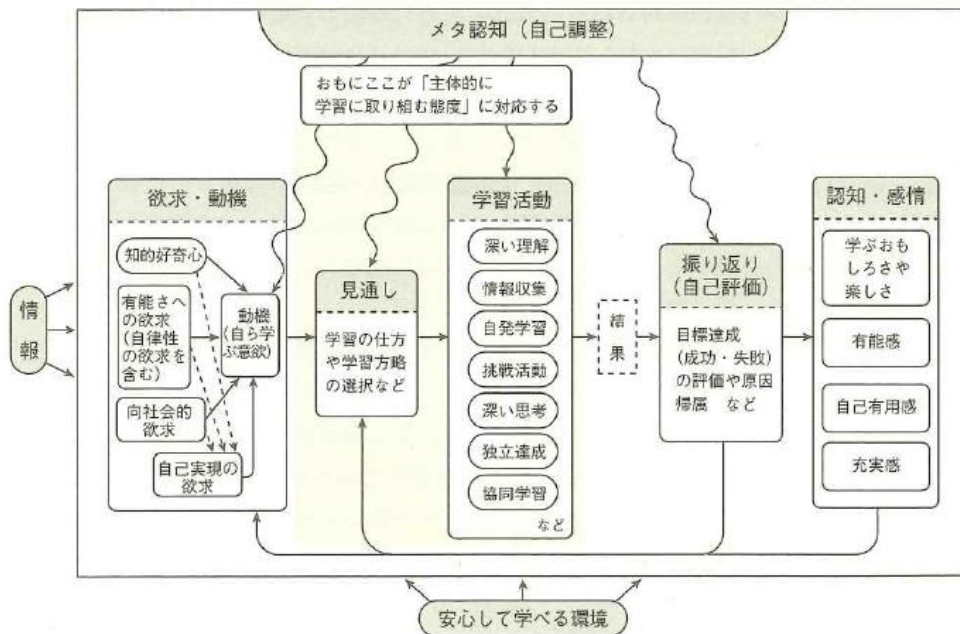 メタ認知（自己調整）
おもにここが「主体的に
学習に取り組む態度」に対応する
情報
欲求・動機
知的好奇心
有能さへ
の欲求
(自律性
の欲求を
含む)
向社会的
欲求
自己実現の
欲求
動機
(自ら学
ぶ意欲)
見通し
学習の仕方
や学習方略
の選択など
学習活動
深い理解
情報収集
自発学習
挑戦活動
深い思考
独立達成
協同学習
など
結果
振り返り
(自己評価)
目標達成
(成功・失敗)
の評価や原因
帰属　など
認知・感情
学ぶおも
しろさや
楽しさ
有能感
自己有用感
充実感
安心して学べる環境